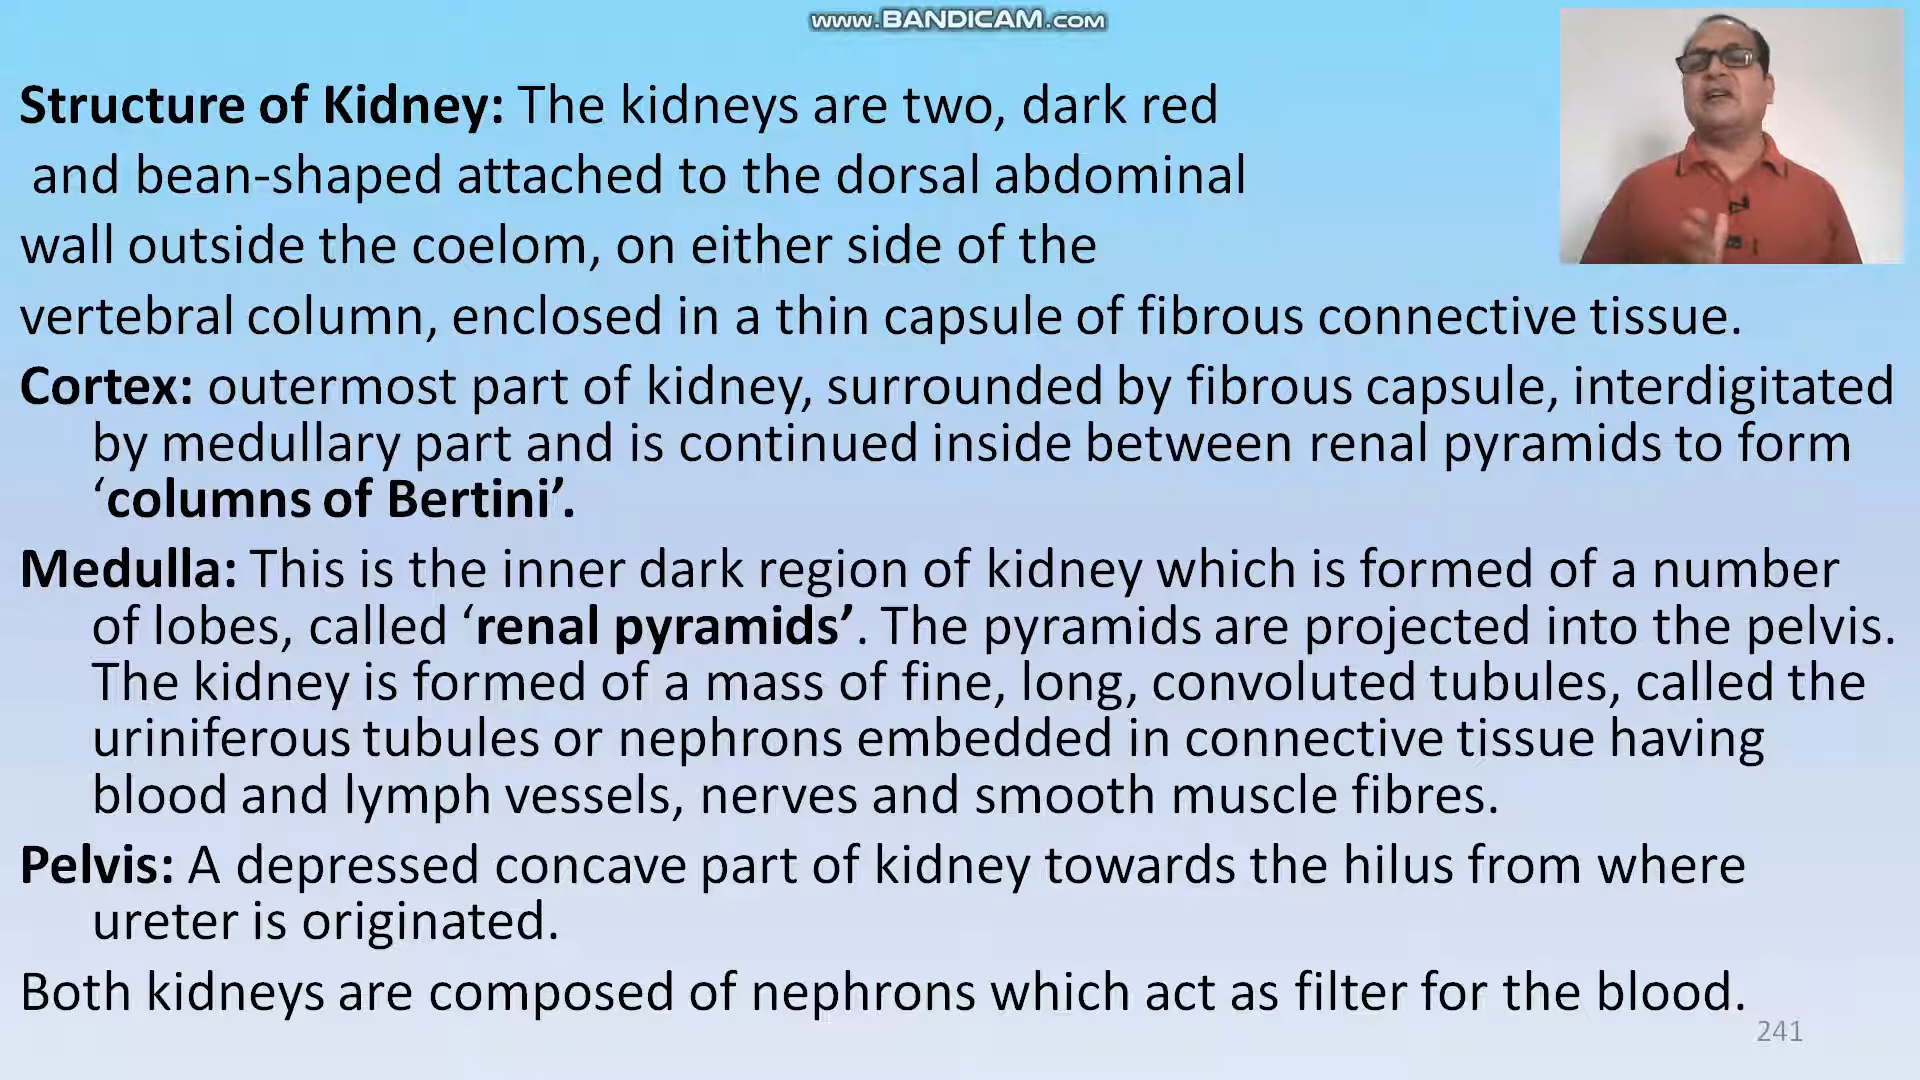 www.BANDICAM.com
Structure of Kidney: The kidneys are two, dark red
and bean-shaped attached to the dorsal abdominal
wall outside the coelom, on either side of the
vertebral column, enclosed in a thin capsule of fibrous connective tissue.
Cortex: outermost part of kidney, surrounded by fibrous capsule, interdigitated
by medullary part and is continued inside between renal pyramids to form
‘columns of Bertini’.
Medulla: This is the inner dark region of kidney which is formed of a number
of lobes, called ‘renal pyramids’. The pyramids are projected into the pelvis.
The kidney is formed of a mass of fine, long, convoluted tubules, called the
uriniferous tubules or nephrons embedded in connective tissue having
blood and lymph vessels, nerves and smooth muscle fibres.
Pelvis: A depressed concave part of kidney towards the hilus from where
ureter is originated.
Both kidneys are composed of nephrons which act as filter for the blood.
241